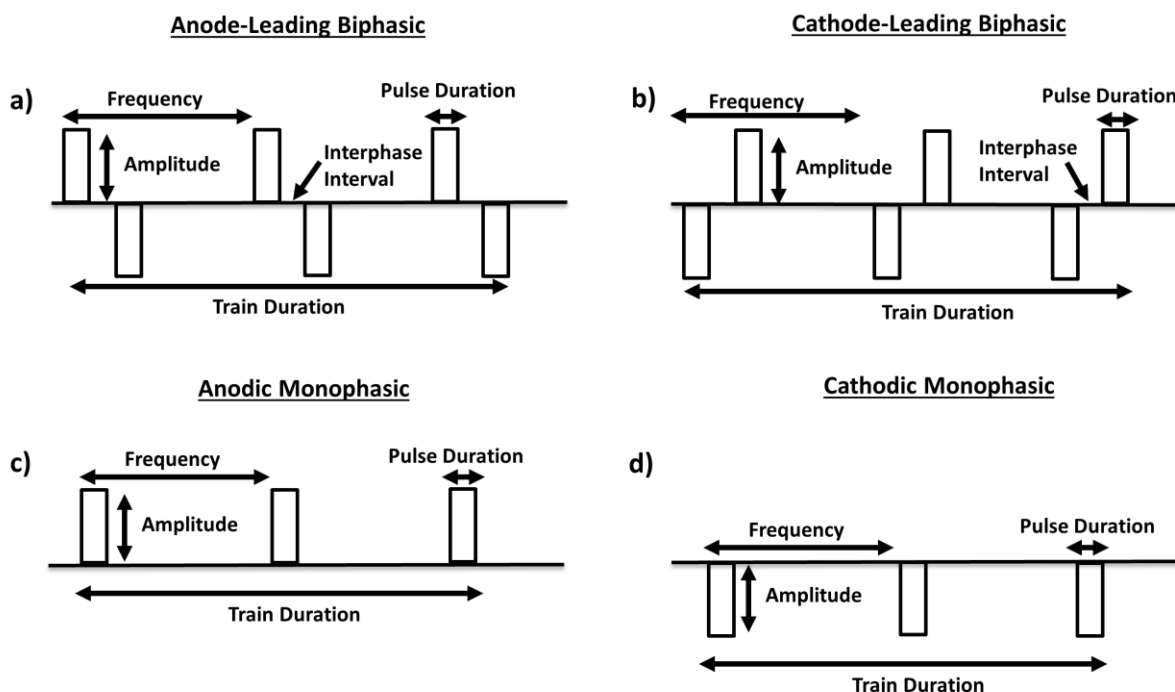 Anode-Leading Biphasic
a)
Frequency
Pulse Duration
Amplitude
Interphase
Interval
Train Duration
Cathode-Leading Biphasic
b)
Frequency
Pulse Duration
Amplitude
Interphase
Interval
Train Duration
Anodic Monophasic
c)
Frequency
Pulse Duration
Amplitude
Train Duration
Cathodic Monophasic
d)
Frequency
Pulse Duration
Amplitude
Train Duration